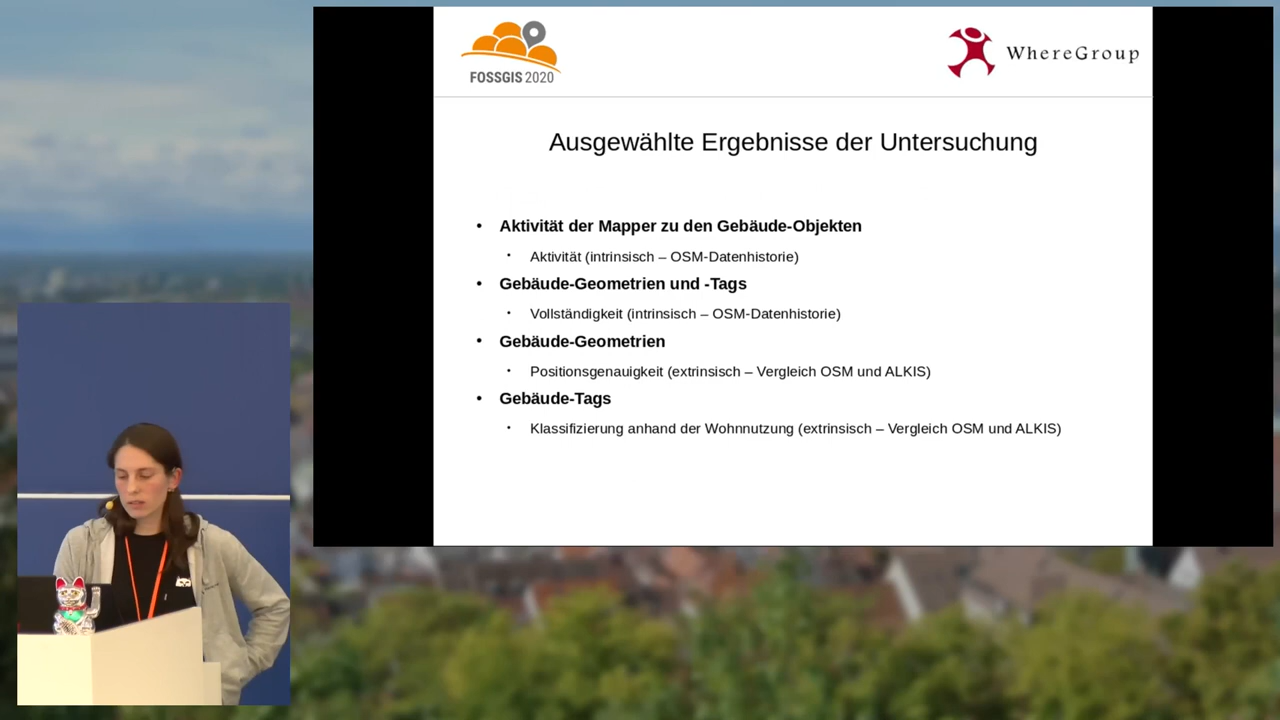 FOSSGIS 2020
WhereGroup
Ausgewählte Ergebnisse der Untersuchung
• Aktivität der Mapper zu den Gebäude-Objekten
• Aktivität (intrinsisch – OSM-Datenhistorie)
• Gebäude-Geometrien und -Tags
• Vollständigkeit (intrinsisch – OSM-Datenhistorie)
• Gebäude-Geometrien
• Positionsgenauigkeit (extrinsisch – Vergleich OSM und ALKIS)
• Gebäude-Tags
• Klassifizierung anhand der Wohnnutzung (extrinsisch – Vergleich OSM und ALKIS)